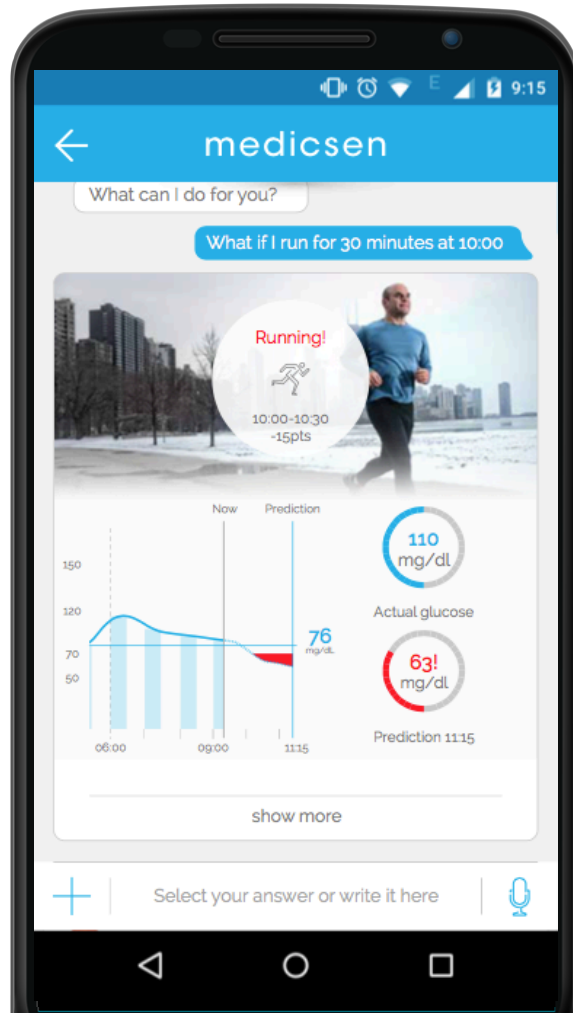 E 9:15
medicsen
What can I do for you?
What if I run for 30 minutes at 10:00
Running!
10:00-10:30
-15pts
Now Prediction
150
120
70
50
76
mg/dL
06:00 09:00 11:15
110
mg/dl
Actual glucose
63!
mg/dl
Prediction 11:15
show more
Select your answer or write it here